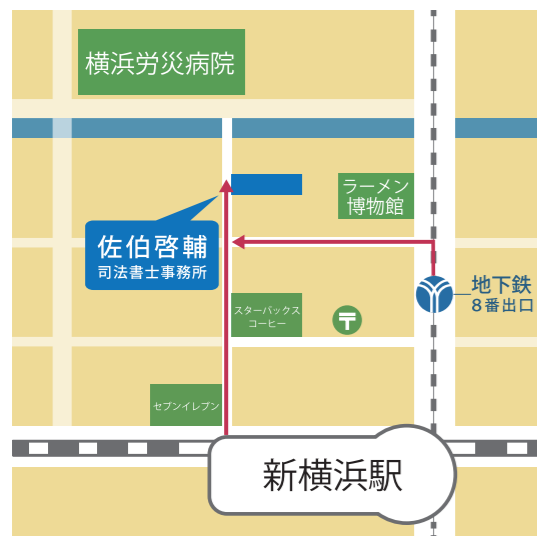 横浜労災病院
ラーメン
博物館
佐伯啓輔
司法書士事務所
地下鉄
8番出口
スターバックス
コーヒー
〒
セブンイレブン
新横浜駅